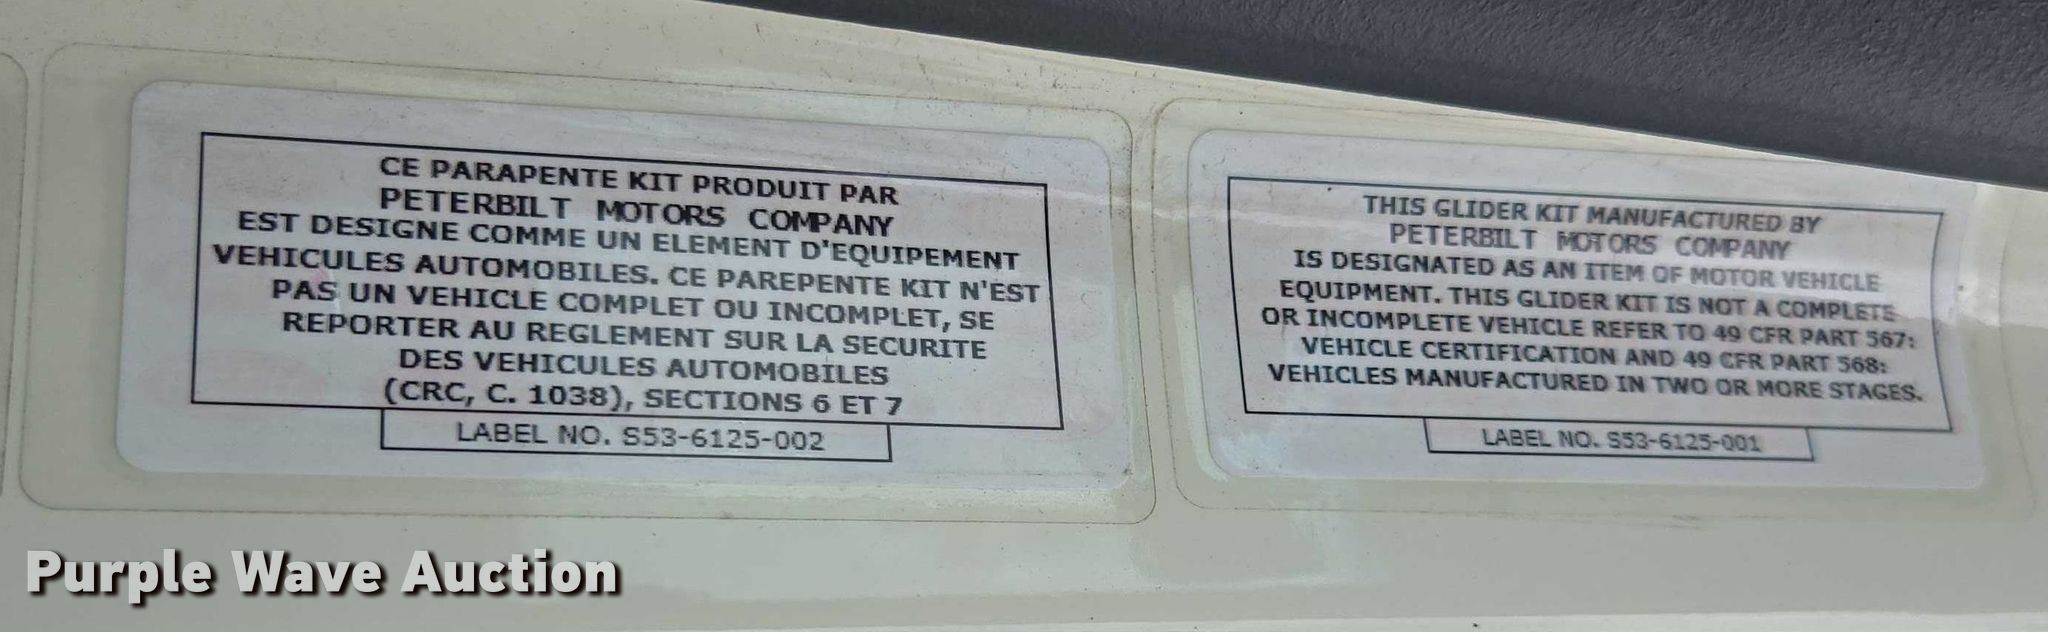 CE PARAPENTE KIT PRODUIT PAR
PETERBILT MOTORS COMPANY
EST DESIGNE COMME UN ELEMENT D'EQUIPEMENT
VEHICULES AUTOMOBILES. CE PAREPENTE KIT N'EST
PAS UN VEHICLE COMPLET OU INCOMPLET, SE
REPORTER AU REGLEMENT SUR LA SECURITE
DES VEHICULES AUTOMOBILES
(CRC, C. 1038), SECTIONS 6 ET 7
LABEL NO. S53-6125-002
THIS GLIDER KIT MANUFACTURED BY
PETERBILT MOTORS COMPANY
IS DESIGNATED AS AN ITEM OF MOTOR VEHICLE
EQUIPMENT. THIS GLIDER KIT IS NOT A COMPLETE
OR INCOMPLETE VEHICLE REFER TO 49 CFR PART 567:
VEHICLE CERTIFICATION AND 49 CFR PART 568:
VEHICLES MANUFACTURED IN TWO OR MORE STAGES.
LABEL NO. S53-6125-001
Purple Wave Auction